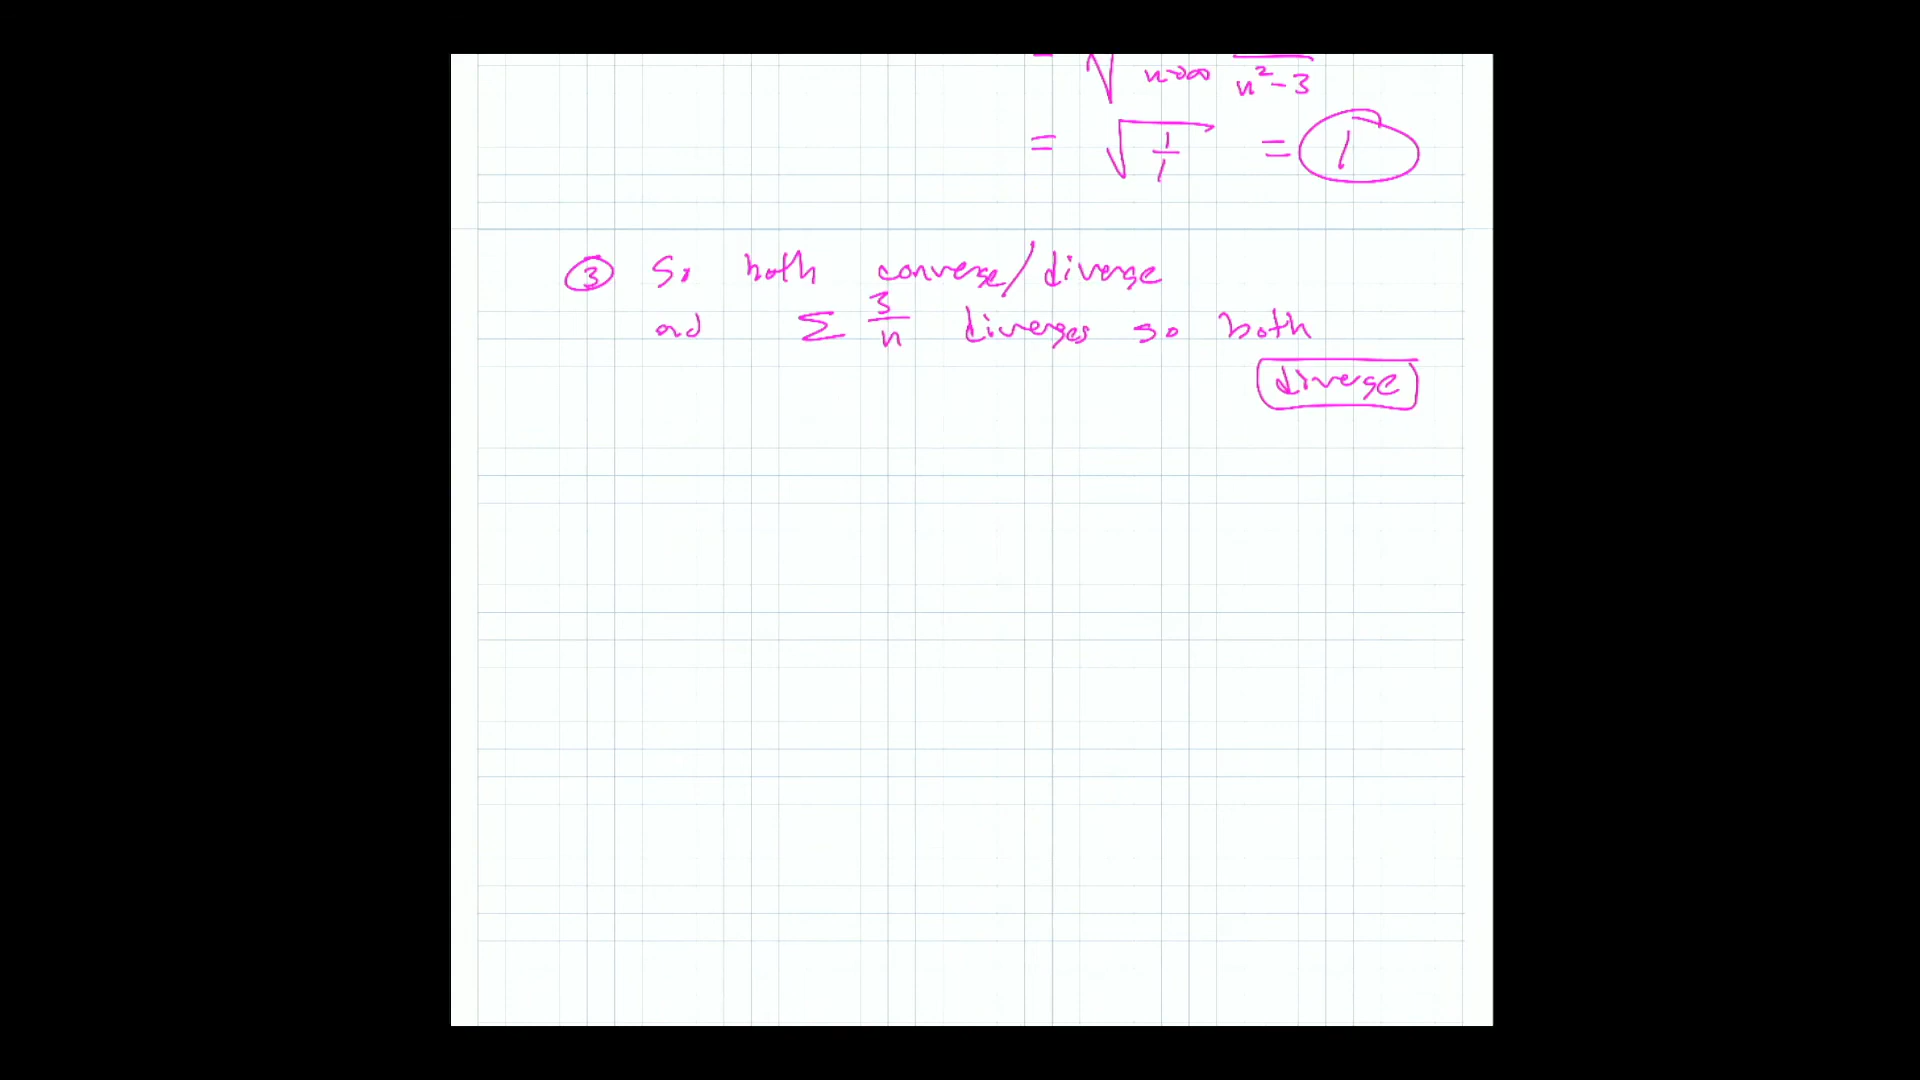 = √ n→∞ n²-3
= √1/1 = 1
③ So both converge/diverge
and Σ 3/n diverges so both
diverge